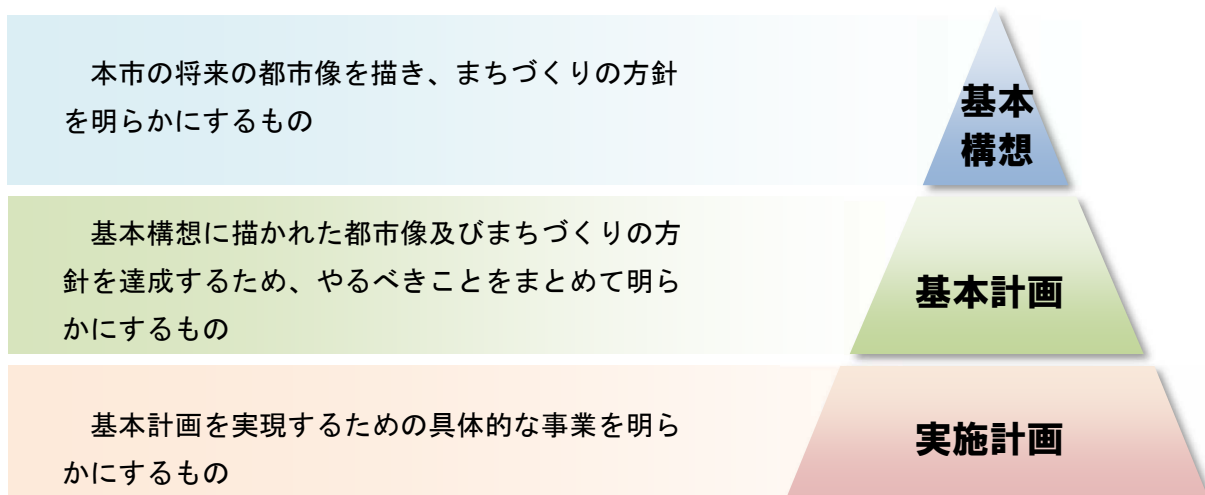 本市の将来の都市像を描き、まちづくりの方針
を明らかにするもの
基本
構想
基本構想に描かれた都市像及びまちづくりの方
針を達成するため、やるべきことをまとめて明ら
かにするもの
基本計画
基本計画を実現するための具体的な事業を明ら
かにするもの
実施計画